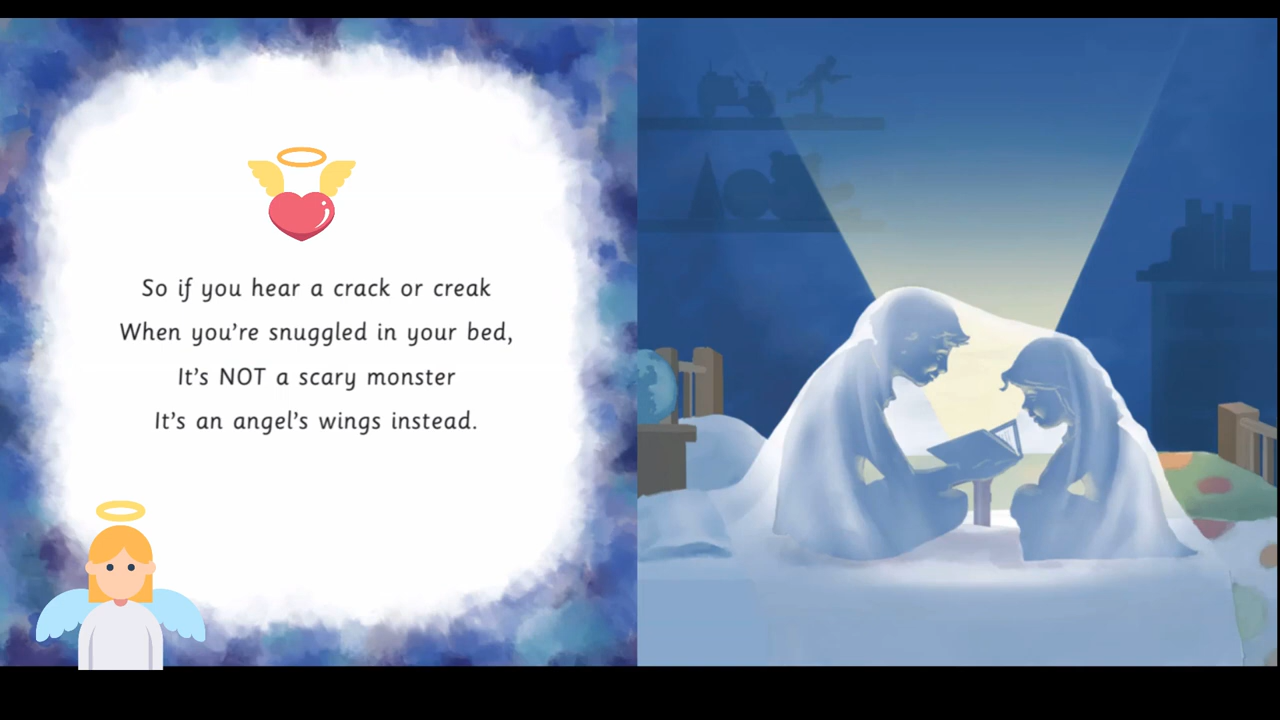 So if you hear a crack or creak
When you're snuggled in your bed,
It's NOT a scary monster
It's an angel's wings instead.